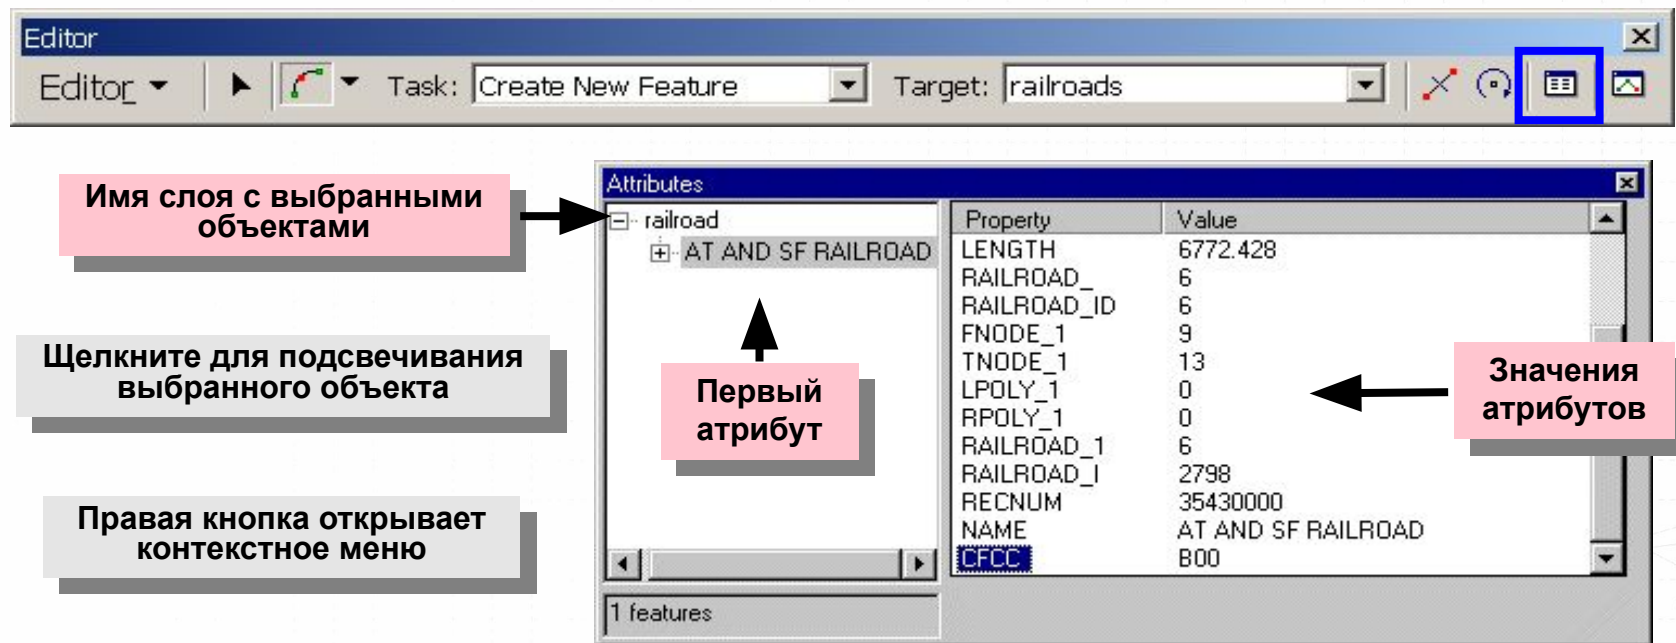 Editor
Editor Task: Create New Feature Target: railroads
Имя слоя с выбранными
объектами
Щелкните для подсвечивания
выбранного объекта
Правая кнопка открывает
контекстное меню
Attributes
railroad
AT AND SF RAILROAD
Первый
атрибут
1 features
Property Value
LENGTH 6772.428
RAILROAD_ 6
RAILROAD_ID 6
FNODE_1 9
TNODE_1 13
LPOLY_1 0
RPOLY_1 0
RAILROAD_1 6
RAILROAD_I 2798
RECNUM 35430000
NAME AT AND SF RAILROAD
CFCC B00
Значения
атрибутов